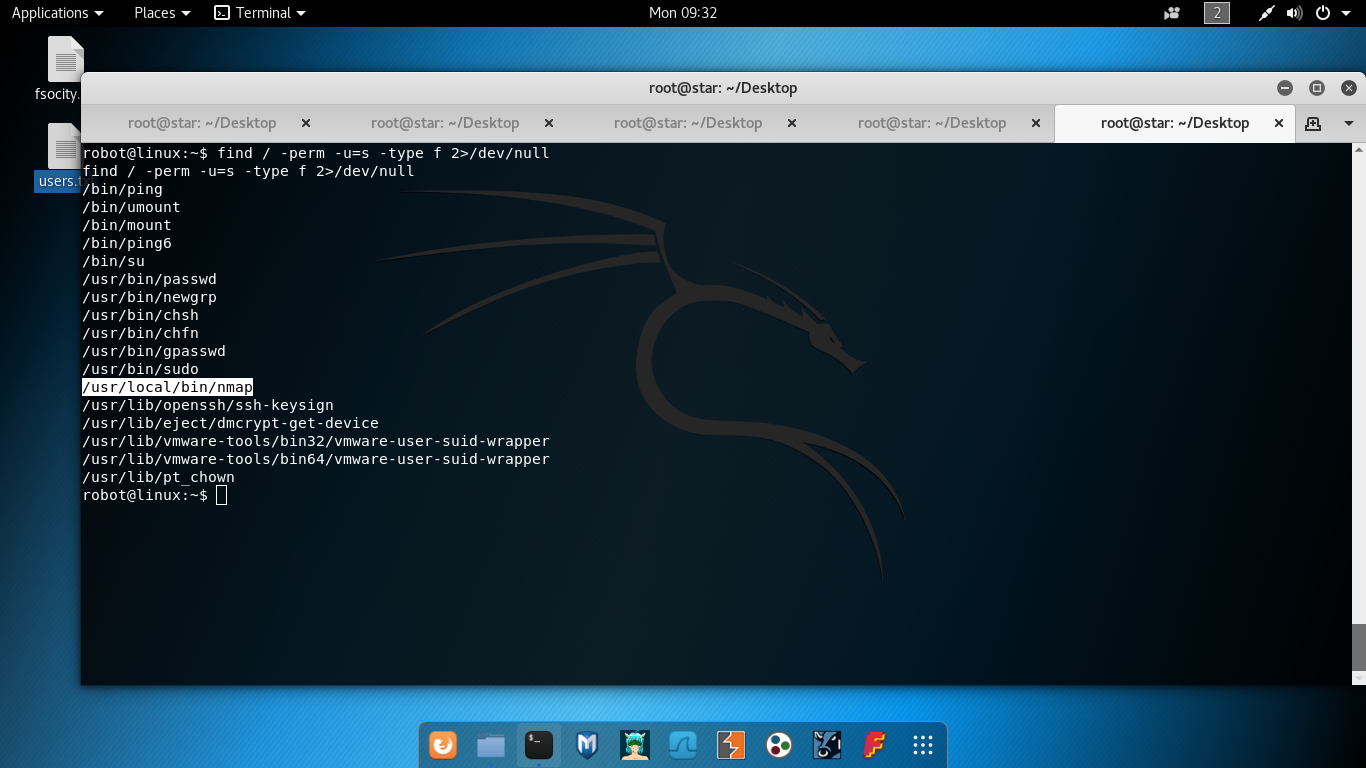 Applications
Places
Terminal
Mon 09:32
2
fsocity.
users.
root@star: ~/Desktop
root@star: ~/Desktop
root@star: ~/Desktop
root@star: ~/Desktop
root@star: ~/Desktop
root@star: ~/Desktop
robot@linux:~$ find / -perm -u=s -type f 2>/dev/null
find / -perm -u=s -type f 2>/dev/null
/bin/ping
/bin/umount
/bin/mount
/bin/ping6
/bin/su
/usr/bin/passwd
/usr/bin/newgrp
/usr/bin/chsh
/usr/bin/chfn
/usr/bin/gpasswd
/usr/bin/sudo
/usr/local/bin/nmap
/usr/lib/openssh/ssh-keysign
/usr/lib/eject/dmcrypt-get-device
/usr/lib/vmware-tools/bin32/vmware-user-suid-wrapper
/usr/lib/vmware-tools/bin64/vmware-user-suid-wrapper
/usr/lib/pt_chown
robot@linux:~$